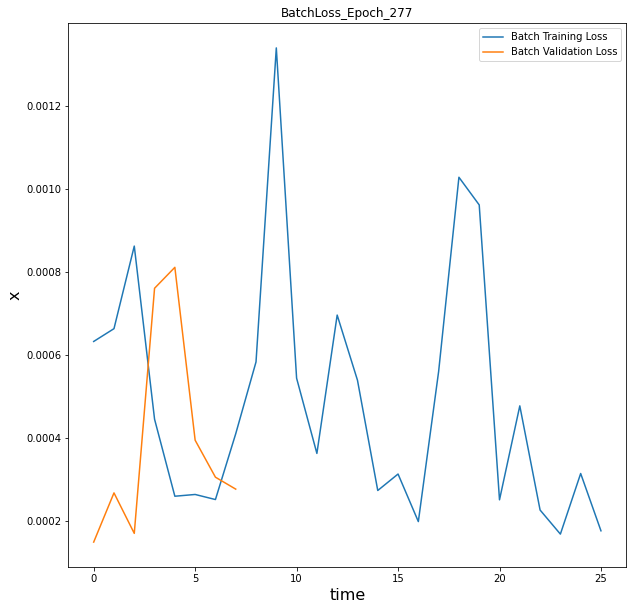 BatchLoss_Epoch_277
Batch Training Loss
Batch Validation Loss
0.0012
0.0010
0.0008
0.0006
0.0004
0.0002
x
0 5 10 15 20 25
time